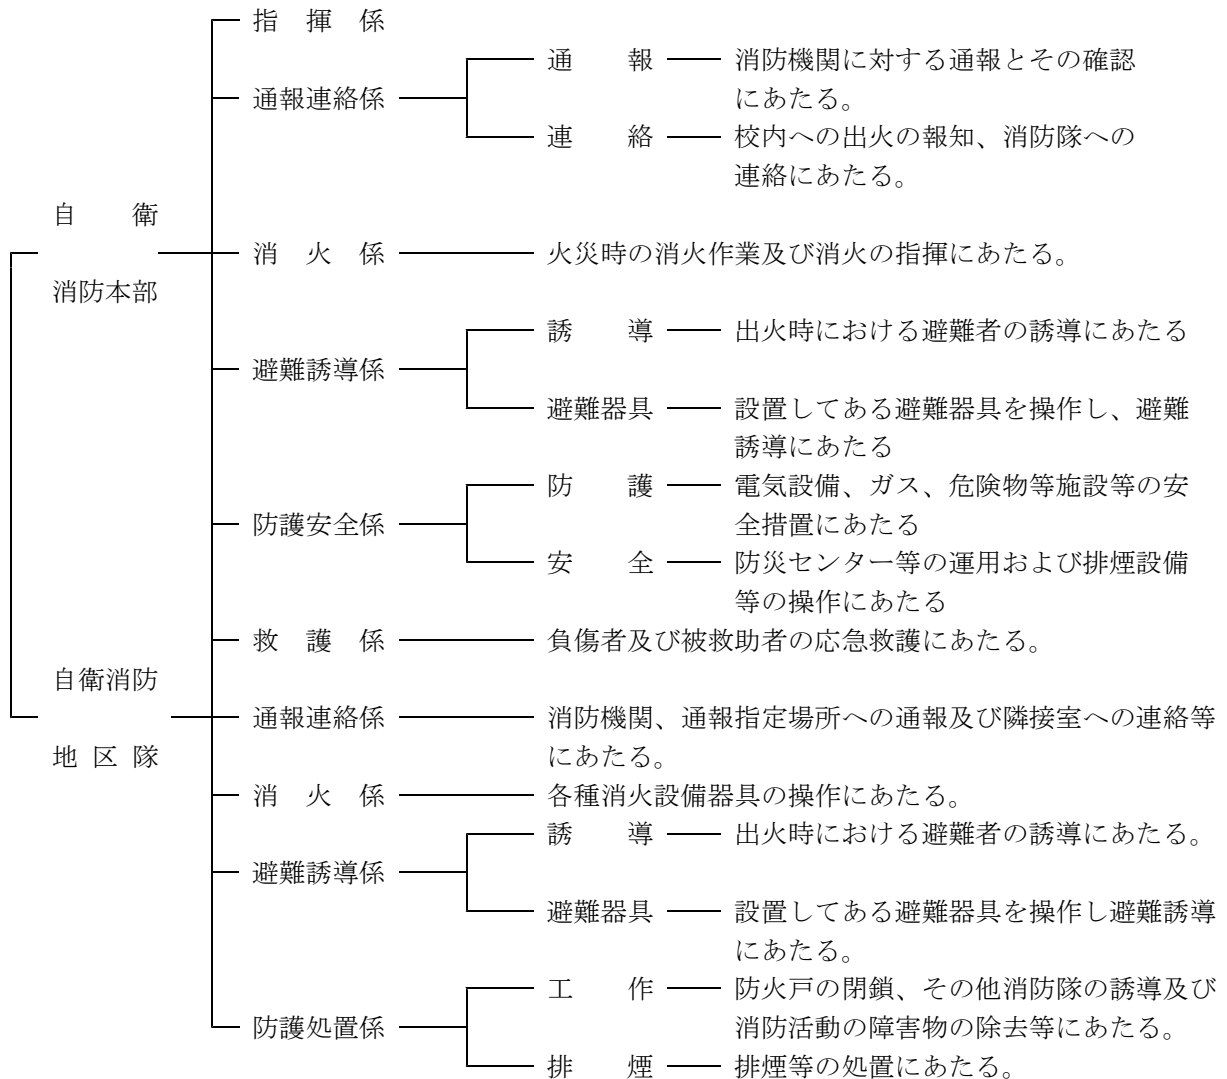 指　揮　係
通　　報　消防機関に対する通報とその確認
通報連絡係　にあたる。
連　　絡　校内への出火の報知、消防隊への
連絡にあたる。
自　　衛
消　火　係　火災時の消火作業及び消火の指揮にあたる。
消防本部
誘　　導　出火時における避難者の誘導にあたる
避難誘導係
避難器具　設置してある避難器具を操作し、避難
誘導にあたる
防　　護　電気設備、ガス、危険物等施設等の安
防護安全係　全措置にあたる
安　　全　防災センター等の運用および排煙設備
等の操作にあたる
救　護　係　負傷者及び被救助者の応急救護にあたる。
自衛消防
通報連絡係　消防機関、通報指定場所への通報及び隣接室への連絡等
地 区 隊　にあたる。
消　火　係　各種消火設備器具の操作にあたる。
誘　　導　出火時における避難者の誘導にあたる。
避難誘導係
避難器具　設置してある避難器具を操作し避難誘導
にあたる。
工　　作　防火戸の閉鎖、その他消防隊の誘導及び
防護処置係　消防活動の障害物の除去等にあたる。
排　　煙　排煙等の処置にあたる。